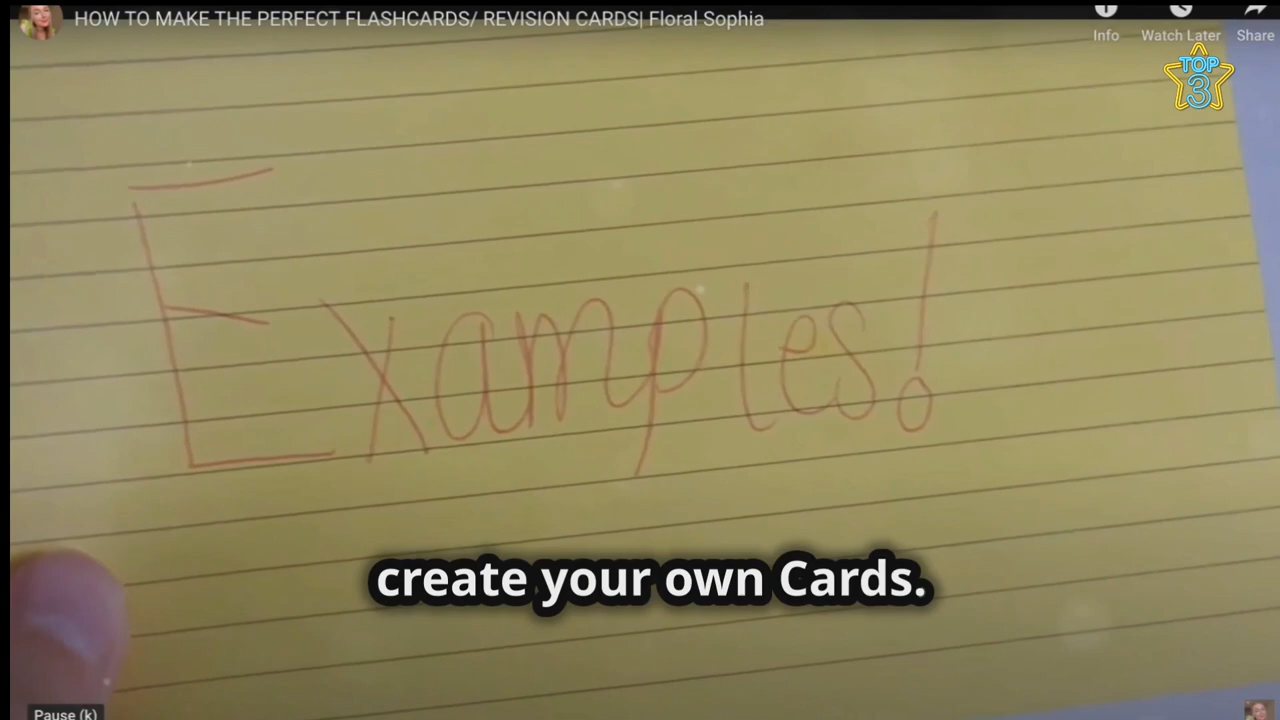 HOW TO MAKE THE PERFECT FLASHCARDS/ REVISION CARDS| Floral Sophia
Info Watch Later Share
TOP
3
Examples!
create your own Cards.
Pause (k)